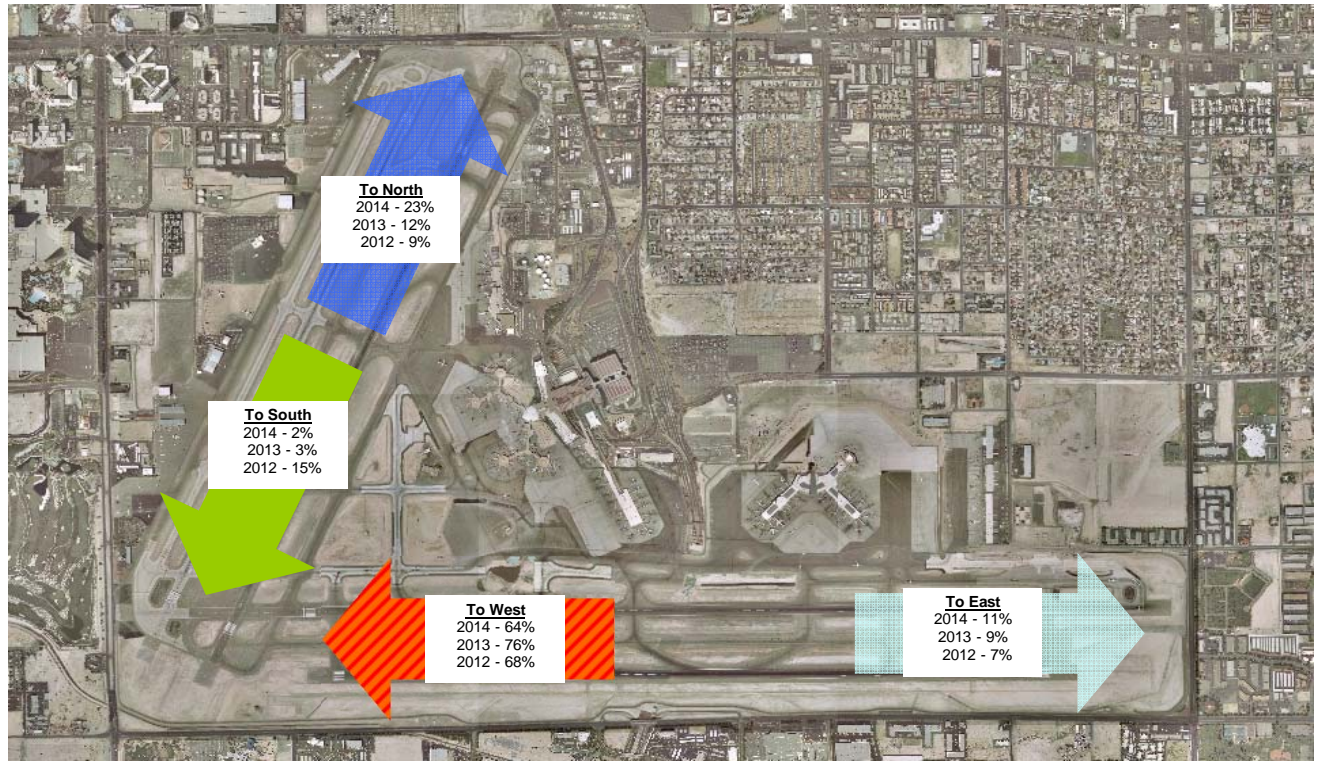 To North
2014 - 23%
2013 - 12%
2012 - 9%
To South
2014 - 2%
2013 - 3%
2012 - 15%
To West
2014 - 64%
2013 - 76%
2012 - 68%
To East
2014 - 11%
2013 - 9%
2012 - 7%